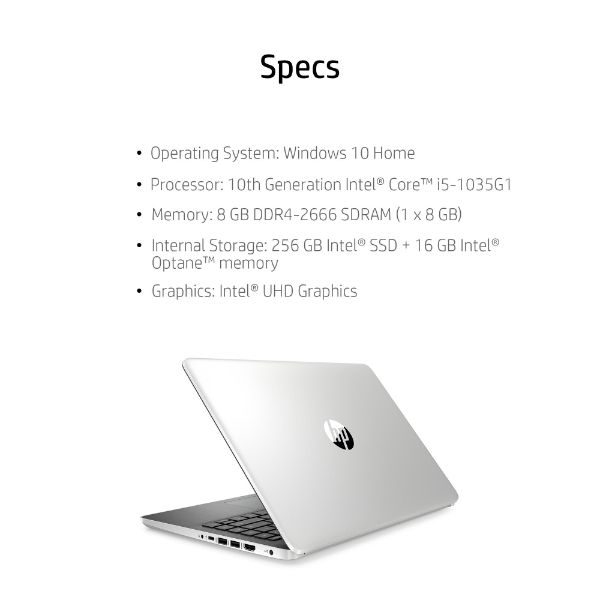 Specs
• Operating System: Windows 10 Home
• Processor: 10th Generation Intel® Core™ i5-1035G1
• Memory: 8 GB DDR4-2666 SDRAM (1 x 8 GB)
• Internal Storage: 256 GB Intel® SSD + 16 GB Intel®
Optane™ memory
• Graphics: Intel® UHD Graphics
hp